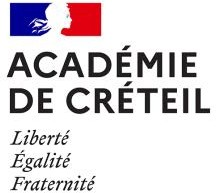 ACADÉMIE
DE CRÉTEIL
Liberté
Égalité
Fraternité